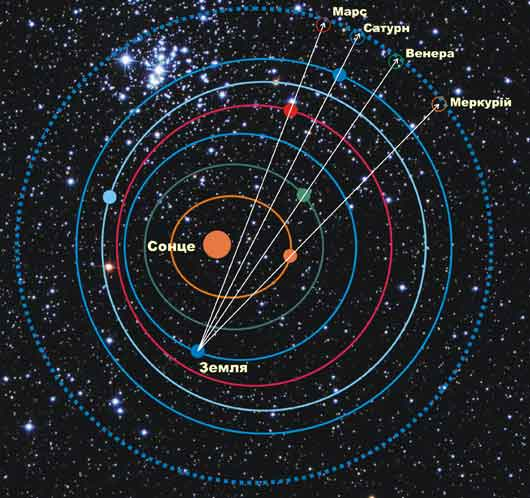 Марс
Сатурн
Венера
Меркурій
Сонце
Земля